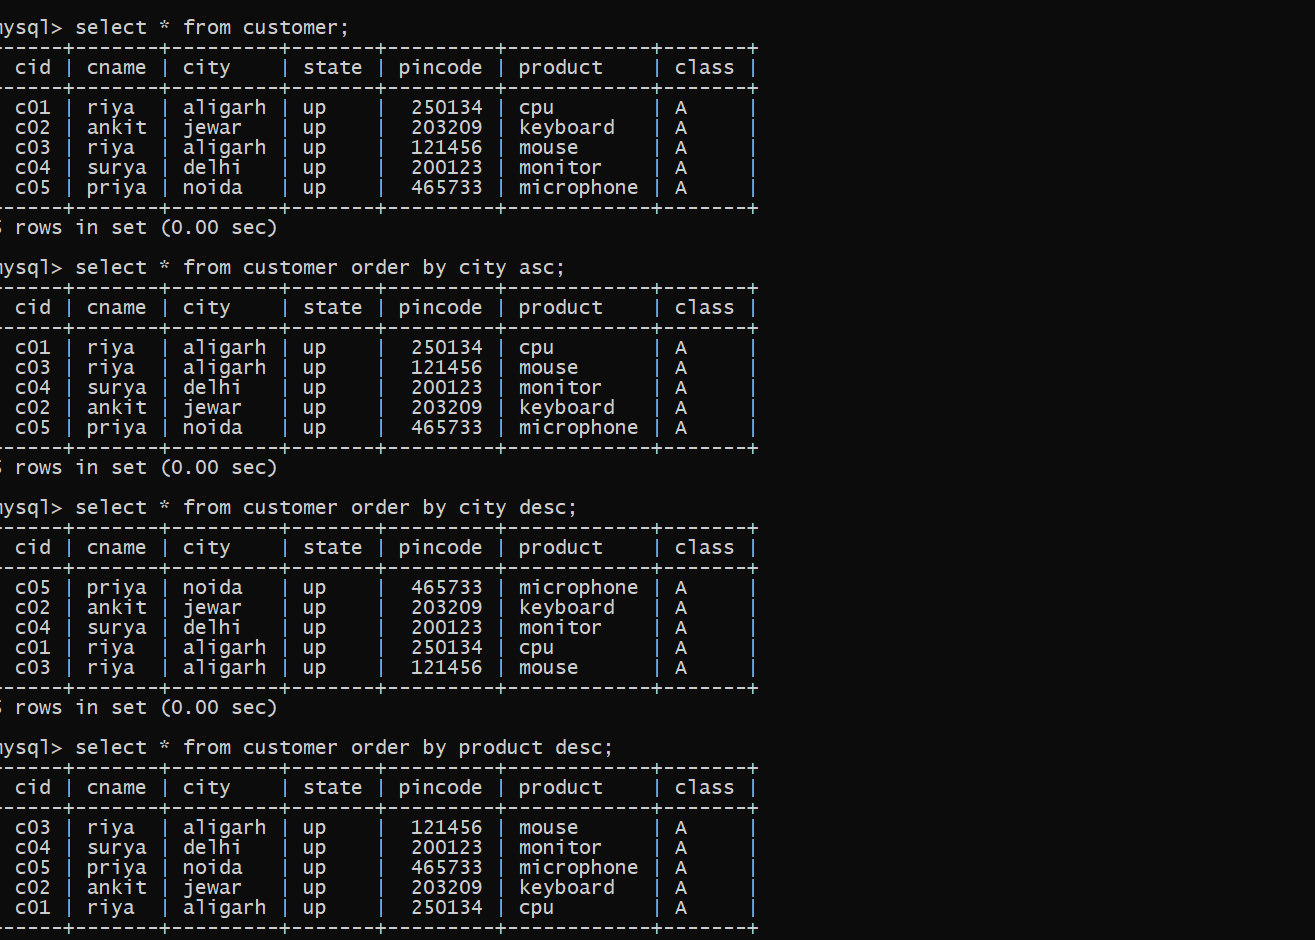 mysql> select * from customer;
------+-------+---------+-------+---------+------------+-------+
 cid | cname | city    | state | pincode | product    | class |
------+-------+---------+-------+---------+------------+-------+
 c01 | riya  | aligarh | up    |  250134 | cpu        | A     |
 c02 | ankit | jewar   | up    |  203209 | keyboard   | A     |
 c03 | riya  | aligarh | up    |  121456 | mouse      | A     |
 c04 | surya | delhi   | up    |  200123 | monitor    | A     |
 c05 | priya | noida   | up    |  465733 | microphone | A     |
------+-------+---------+-------+---------+------------+-------+
5 rows in set (0.00 sec)

mysql> select * from customer order by city asc;
------+-------+---------+-------+---------+------------+-------+
 cid | cname | city    | state | pincode | product    | class |
------+-------+---------+-------+---------+------------+-------+
 c01 | riya  | aligarh | up    |  250134 | cpu        | A     |
 c03 | riya  | aligarh | up    |  121456 | mouse      | A     |
 c04 | surya | delhi   | up    |  200123 | monitor    | A     |
 c02 | ankit | jewar   | up    |  203209 | keyboard   | A     |
 c05 | priya | noida   | up    |  465733 | microphone | A     |
------+-------+---------+-------+---------+------------+-------+
5 rows in set (0.00 sec)

mysql> select * from customer order by city desc;
------+-------+---------+-------+---------+------------+-------+
 cid | cname | city    | state | pincode | product    | class |
------+-------+---------+-------+---------+------------+-------+
 c05 | priya | noida   | up    |  465733 | microphone | A     |
 c02 | ankit | jewar   | up    |  203209 | keyboard   | A     |
 c04 | surya | delhi   | up    |  200123 | monitor    | A     |
 c01 | riya  | aligarh | up    |  250134 | cpu        | A     |
 c03 | riya  | aligarh | up    |  121456 | mouse      | A     |
------+-------+---------+-------+---------+------------+-------+
5 rows in set (0.00 sec)

mysql> select * from customer order by product desc;
------+-------+---------+-------+---------+------------+-------+
 cid | cname | city    | state | pincode | product    | class |
------+-------+---------+-------+---------+------------+-------+
 c03 | riya  | aligarh | up    |  121456 | mouse      | A     |
 c04 | surya | delhi   | up    |  200123 | monitor    | A     |
 c05 | priya | noida   | up    |  465733 | microphone | A     |
 c02 | ankit | jewar   | up    |  203209 | keyboard   | A     |
 c01 | riya  | aligarh | up    |  250134 | cpu        | A     |
------+-------+---------+-------+---------+------------+-------+